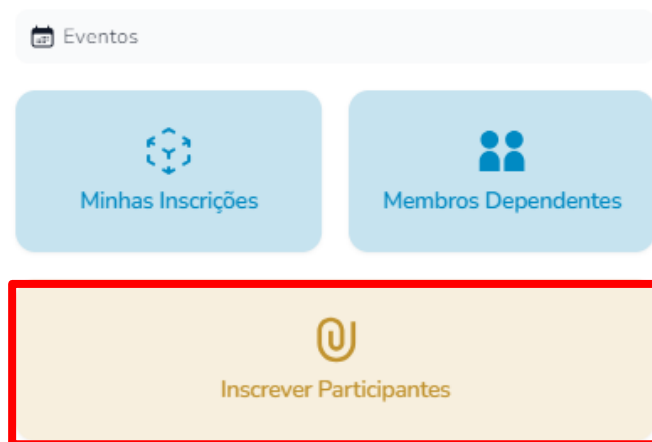 Eventos
Minhas Inscrições
Membros Dependentes
Inscrever Participantes